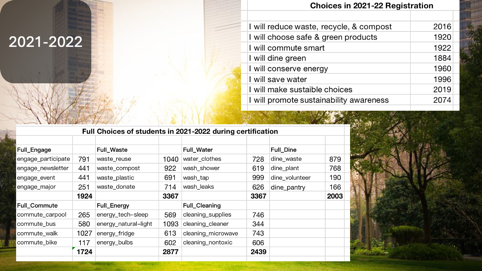 2021-2022
Choices in 2021-22 Registration
I will reduce waste, recycle, & compost 2016
I will choose safe & green products 1920
I will commute smart 1922
I will dine green 1884
I will conserve energy 1960
I will save water 1996
I will make sustaible choices 2019
I will promote sustainability awareness 2074
Full Choices of students in 2021-2022 during certification
Full_Engage Full_Waste Full_Water Full_Dine
engage_participate 791 waste_reuse 1040 water_clothes 728 dine_waste 879
engage_newsletter 441 waste_compost 922 wash_shower 619 dine_plant 768
engage_event 441 waste_plastic 691 wash_tap 999 dine_volunteer 190
engage_major 251 waste_donate 714 wash_leaks 626 dine_pantry 166
1924 3367 3367 2003
Full_Commute Full_Energy Full_Cleaning
commute_carpool 265 energy_tech-sleep 569 cleaning_supplies 746
commute_bus 580 energy_natural-light 1093 cleaning_cleaner 344
commute_walk 1027 energy_fridge 613 cleaning_microwave 743
commute_bike 117 energy_bulbs 602 cleaning_nontoxic 606
1724 2877 2439